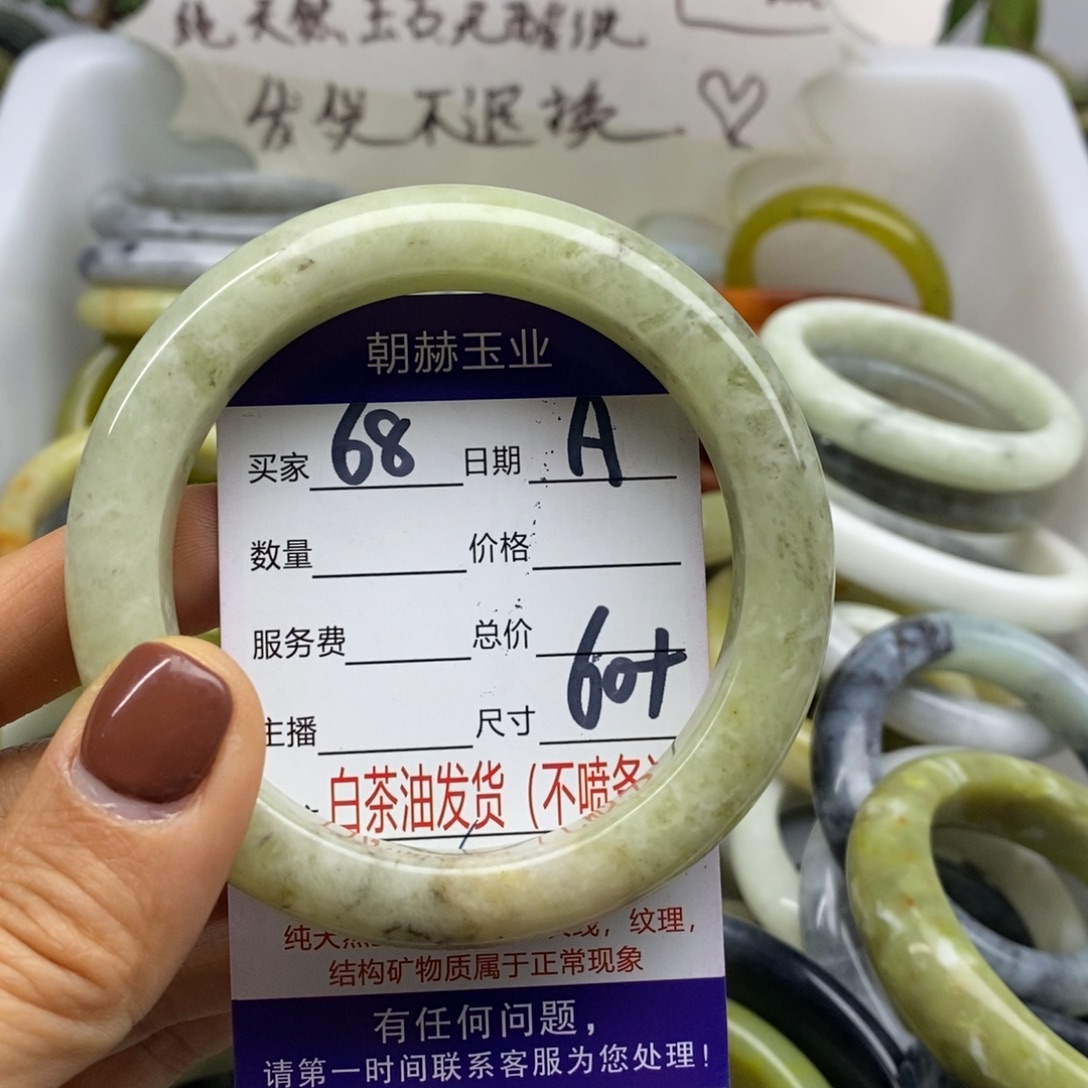 纯天然玉石无酸洗
售出不退换
朝赫玉业
买家 68 日期 A
数量 价格
服务费 总价
主播 尺寸 60+
白茶油发货（不喷
纯天然 纹理，
结构矿物质属于正常现象
有任何问题，
请第一时间联系客服为您处理！